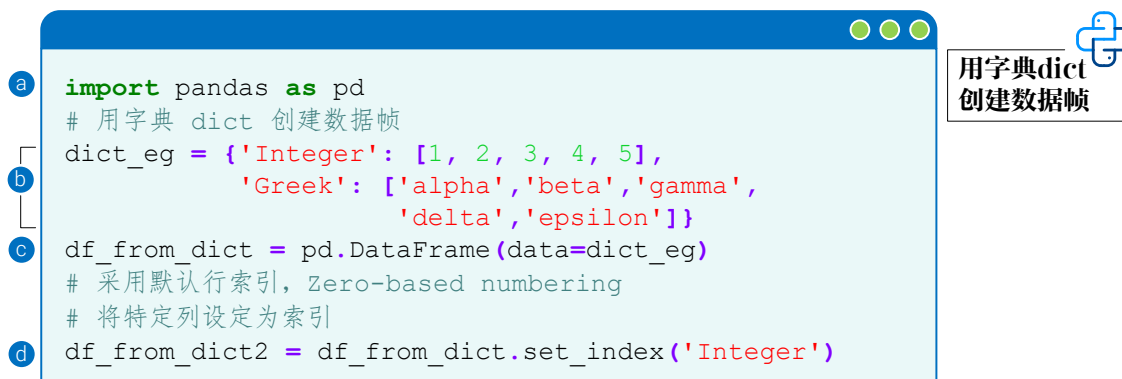 用字典dict
创建数据帧
a import pandas as pd
# 用字典 dict 创建数据帧
b dict_eg = {'Integer': [1, 2, 3, 4, 5],
'Greek': ['alpha','beta','gamma',
'delta','epsilon']}
c df_from_dict = pd.DataFrame(data=dict_eg)
# 采用默认行索引，Zero-based numbering
# 将特定列设定为索引
d df_from_dict2 = df_from_dict.set_index('Integer')